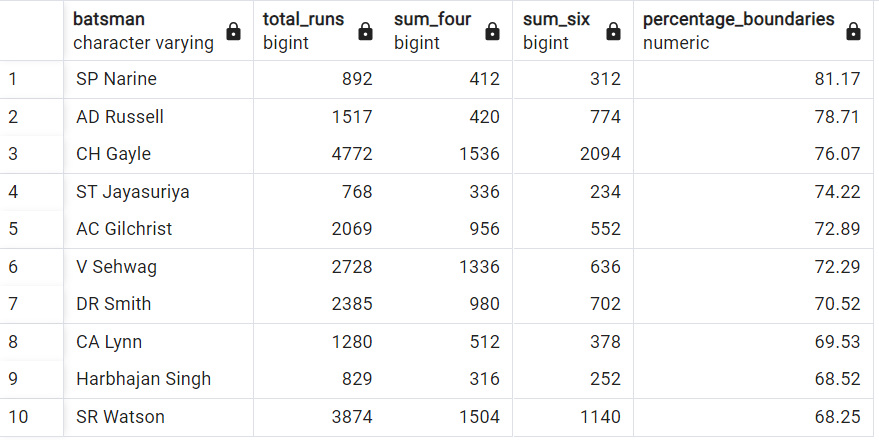 batsman total_runs sum_four sum_six percentage_boundaries
character varying bigint bigint bigint numeric
1 SP Narine 892 412 312 81.17
2 AD Russell 1517 420 774 78.71
3 CH Gayle 4772 1536 2094 76.07
4 ST Jayasuriya 768 336 234 74.22
5 AC Gilchrist 2069 956 552 72.89
6 V Sehwag 2728 1336 636 72.29
7 DR Smith 2385 980 702 70.52
8 CA Lynn 1280 512 378 69.53
9 Harbhajan Singh 829 316 252 68.52
10 SR Watson 3874 1504 1140 68.25